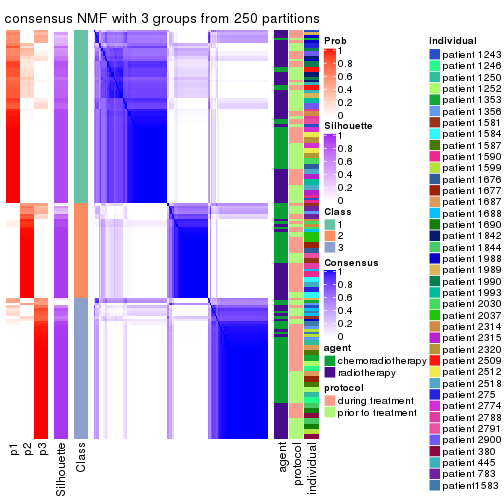 consensus NMF with 3 groups from 250 partitions
p1
p2
p3
Silhouette
Class
agent
protocol
individual
Prob
1
0.8
0.6
0.4
0.2
0
Silhouette
1
0.8
0.6
0.4
0.2
0
Class
1
2
3
Consensus
1
0.8
0.6
0.4
0.2
0
agent
chemoradiotherapy
radiotherapy
protocol
during treatment
prior to treatment
individual
patient 1243
patient 1246
patient 1250
patient 1252
patient 1353
patient 1356
patient 1581
patient 1584
patient 1587
patient 1590
patient 1599
patient 1676
patient 1677
patient 1687
patient 1688
patient 1690
patient 1842
patient 1844
patient 1988
patient 1989
patient 1990
patient 1993
patient 2030
patient 2037
patient 2314
patient 2315
patient 2320
patient 2509
patient 2512
patient 2518
patient 275
patient 2774
patient 2788
patient 2791
patient 2900
patient 380
patient 445
patient 783
patient1583